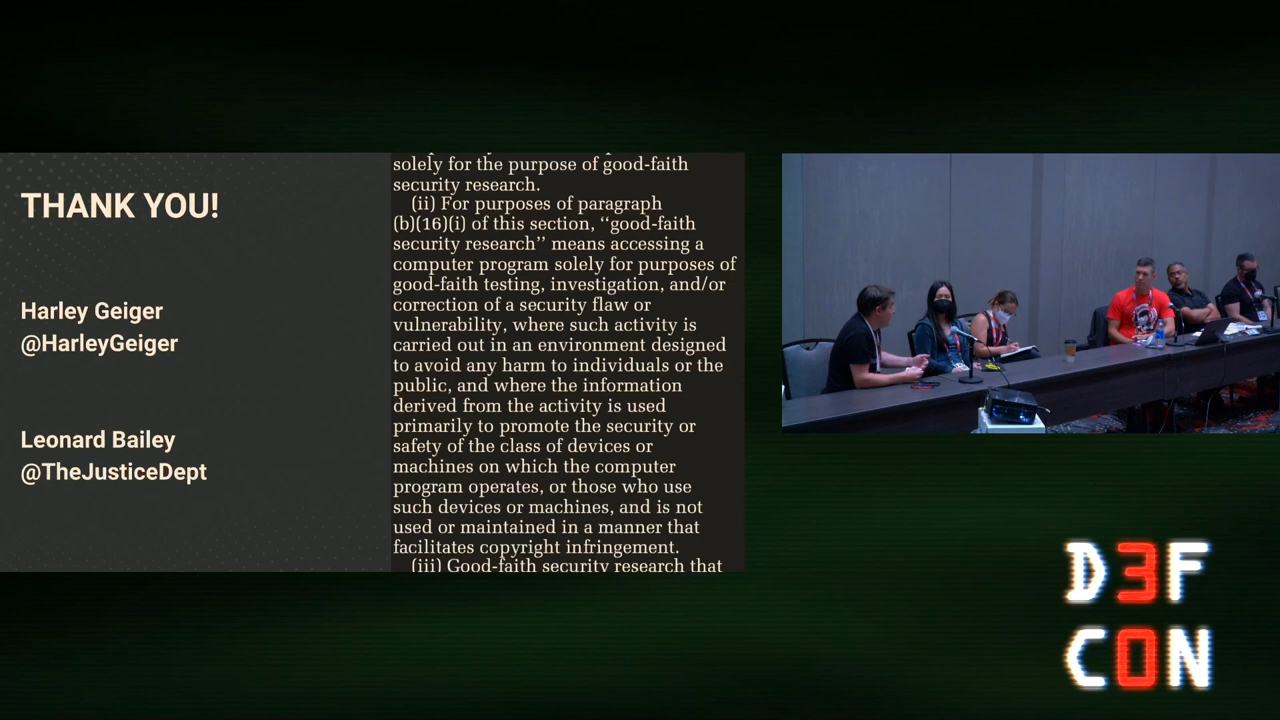 THANK YOU!
Harley Geiger
@HarleyGeiger
Leonard Bailey
@TheJusticeDept
solely for the purpose of good-faith
security research.
(ii) For purposes of paragraph
(b)(16)(i) of this section, ‘‘good-faith
security research’’ means accessing a
computer program solely for purposes of
good-faith testing, investigation, and/or
correction of a security flaw or
vulnerability, where such activity is
carried out in an environment designed
to avoid any harm to individuals or the
public, and where the information
derived from the activity is used
primarily to promote the security or
safety of the class of devices or
machines on which the computer
program operates, or those who use
such devices or machines, and is not
used or maintained in a manner that
facilitates copyright infringement.
(iii) Good-faith security research that
D3F
C0N